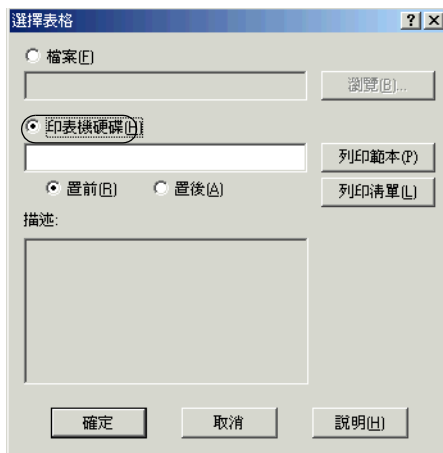 選擇表格
檔案(F)
瀏覽(B)...
印表機硬碟(H)
列印範本(P)
置前(R) 置後(A)
列印清單(L)
描述:
確定 取消 說明(H)